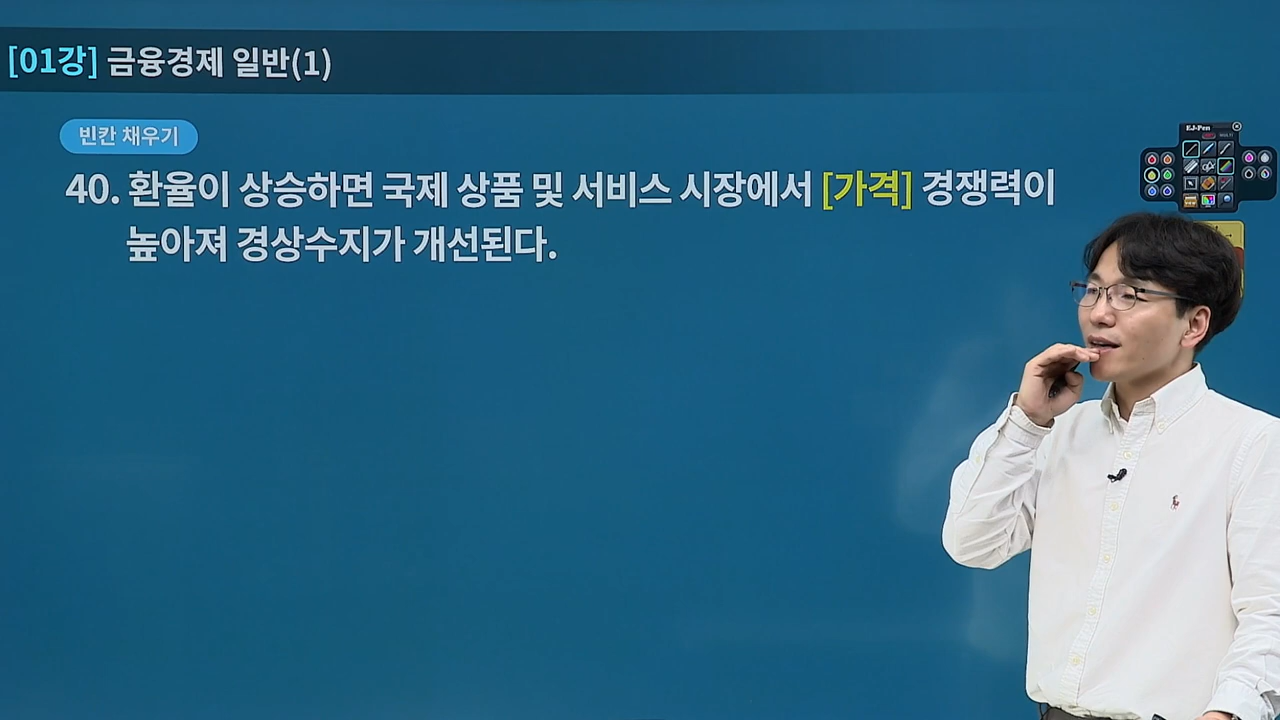 [01강] 금융경제 일반(1)
빈칸 채우기
EJ-Pen
40. 환율이 상승하면 국제 상품 및 서비스 시장에서 [가격] 경쟁력이
높아져 경상수지가 개선된다.